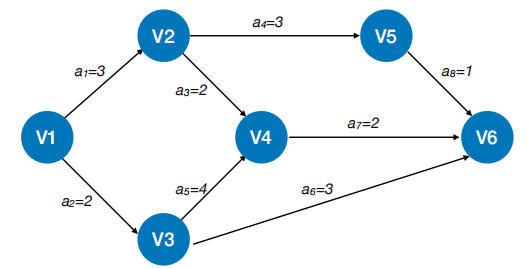 a₄=3
V2
V5
a₁=3
a₈=1
a₃=2
V1
V4
a₇=2
V6
a₂=2
a₅=4
a₆=3
V3